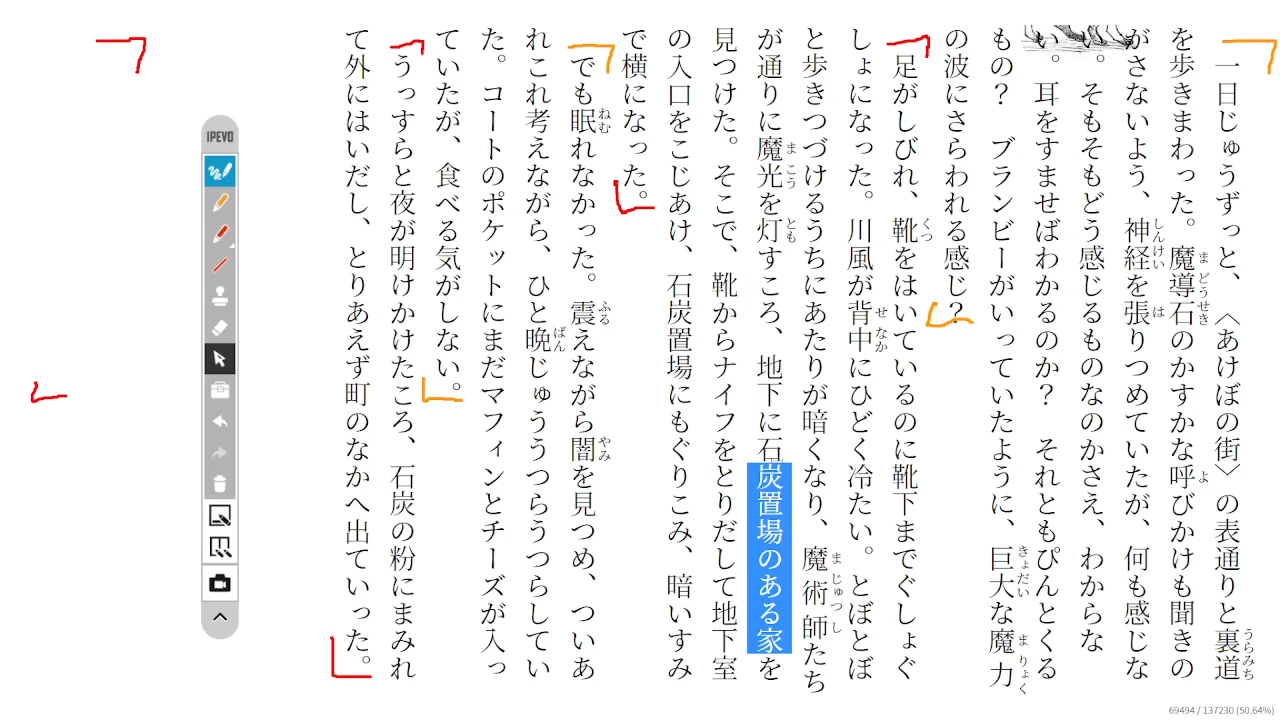 一日じゅうずっと、〈あけぼの街〉の表通りと裏道
を歩きまわった。魔導石のかすかな呼びかけも聞きの
がさないよう、神経を張りつめていたが、何も感じな
。そもそもどう感じるものなのかさえ、わからな
。耳をすませばわかるのか？　それともぴんとくる
もの？　ブランビーがいっていたように、巨大な魔力
の波にさらわれる感じ？
足がしびれ、靴をはいているのに靴下までぐしょぐ
しょになった。川風が背中にひどく冷たい。とぼとぼ
と歩きつづけるうちにあたりが暗くなり、魔術師たち
が通りに魔光を灯すころ、地下に石炭置場のある家を
見つけた。そこで、靴からナイフをとりだして地下室
の入口をこじあけ、石炭置場にもぐりこみ、暗いすみ
で横になった。
でも眠れなかった。震えながら闇を見つめ、ついあ
れこれ考えながら、ひと晩じゅううつらうつらしてい
た。コートのポケットにまだマフィンとチーズが入っ
ていたが、食べる気がしない。
うっすらと夜が明けかけたころ、石炭の粉にまみれ
て外にはいだし、とりあえず町のなかへ出ていった。
IPEVO
69494 / 137230 (50.64%)